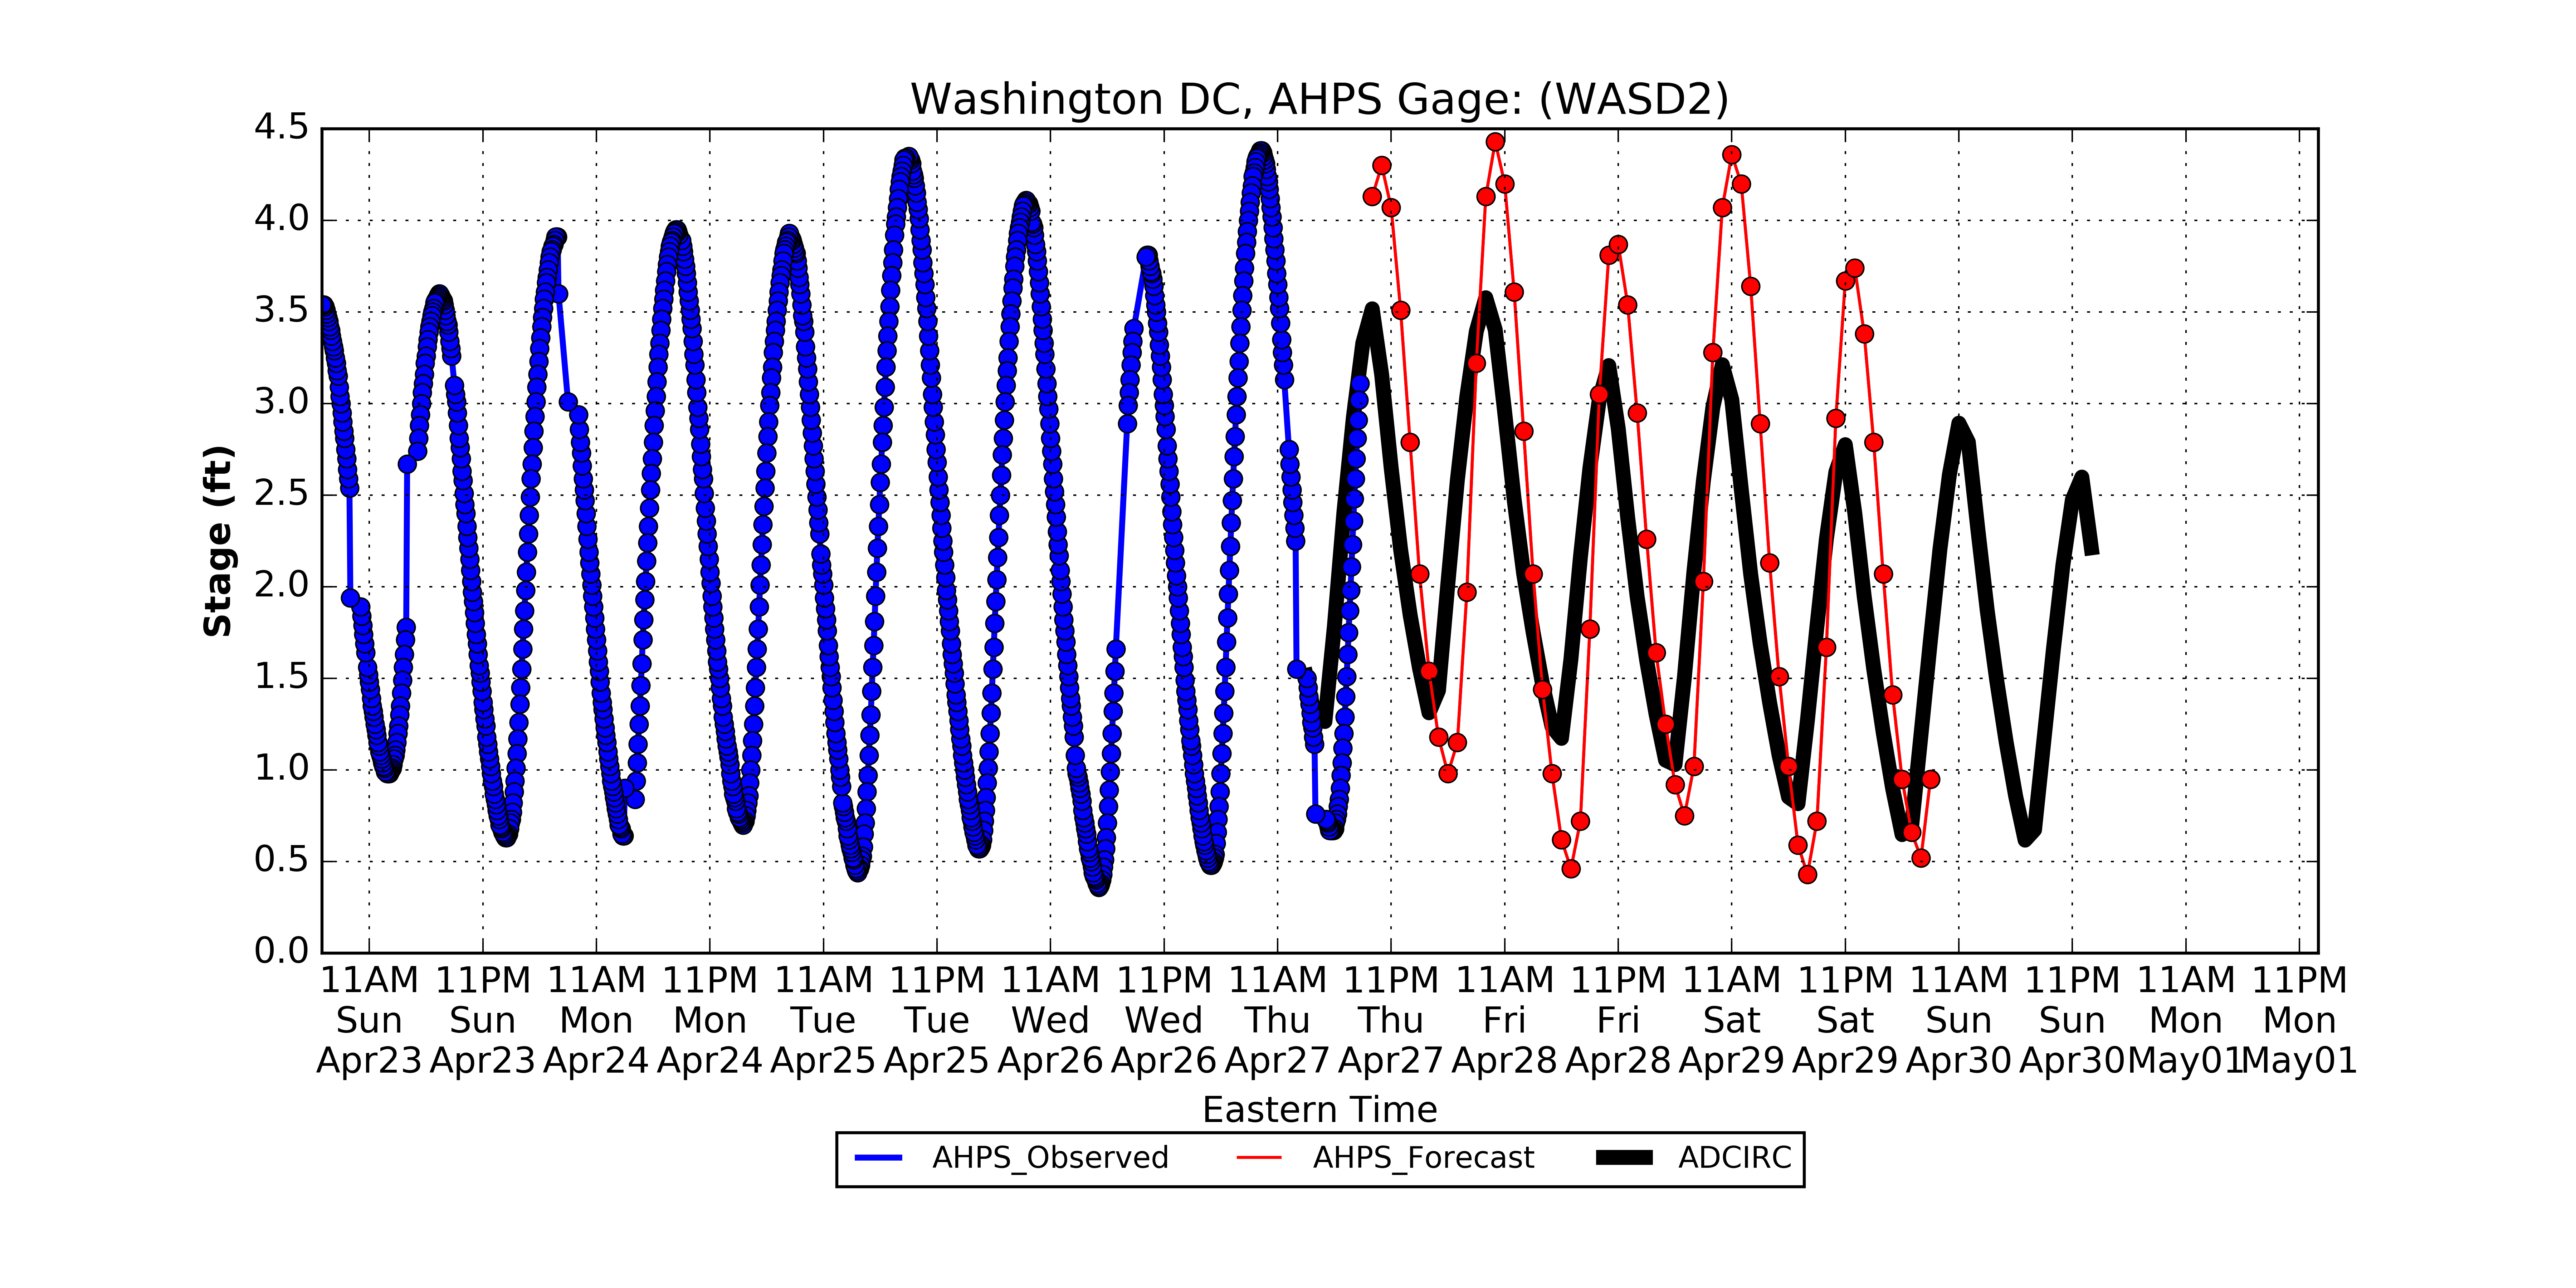 Washington DC, AHPS Gage: (WASD2)
4.5
4.0
3.5
3.0
2.5
2.0
1.5
1.0
0.5
0.0
Stage (ft)
11AM 11PM 11AM 11PM 11AM 11PM 11AM 11PM 11AM 11PM 11AM 11PM 11AM 11PM 11AM 11PM 11AM 11PM
Sun Sun Mon Mon Tue Tue Wed Wed Thu Thu Fri Fri Sat Sat Sun Sun Mon Mon
Apr23 Apr23 Apr24 Apr24 Apr25 Apr25 Apr26 Apr26 Apr27 Apr27 Apr28 Apr28 Apr29 Apr29 Apr30 Apr30 May01 May01
Eastern Time
AHPS_Observed AHPS_Forecast ADCIRC